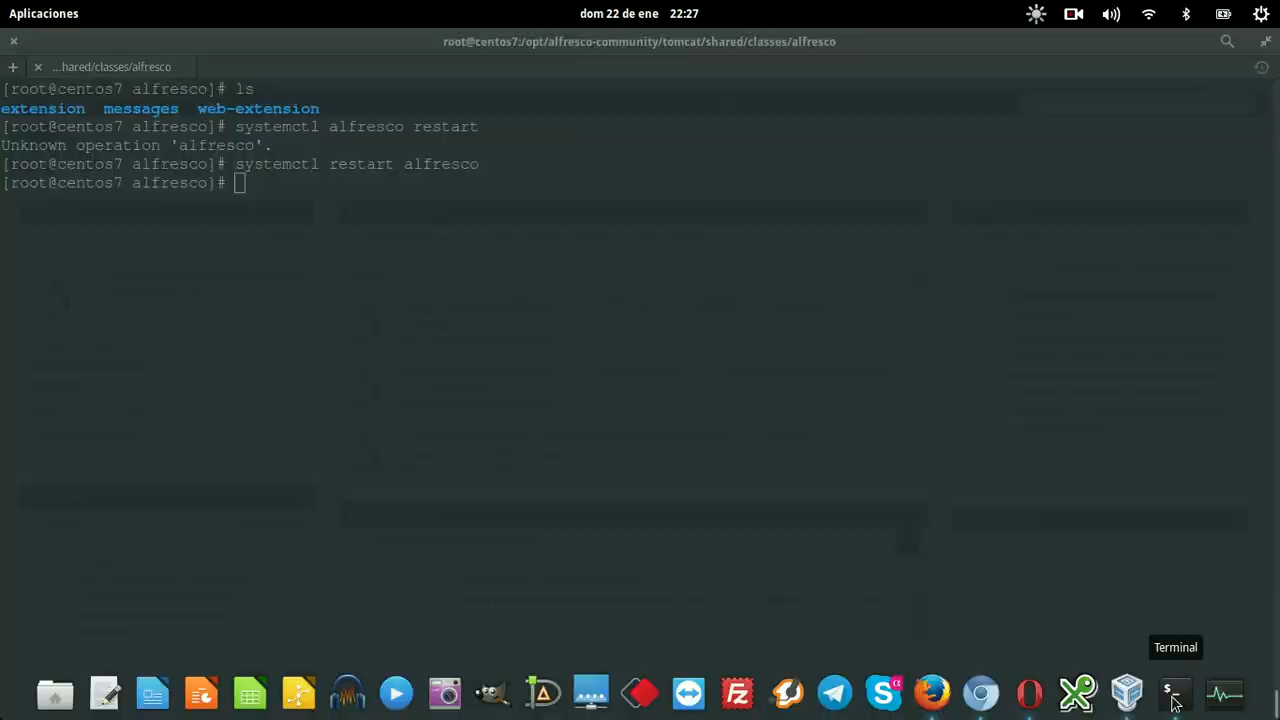 Aplicaciones dom 22 de ene 22:27
root@centos7:/opt/alfresco-community/tomcat/shared/classes/alfresco
...hared/classes/alfresco
[root@centos7 alfresco]# ls
extension messages web-extension
[root@centos7 alfresco]# systemctl alfresco restart
Unknown operation 'alfresco'.
[root@centos7 alfresco]# systemctl restart alfresco
[root@centos7 alfresco]#
Terminal